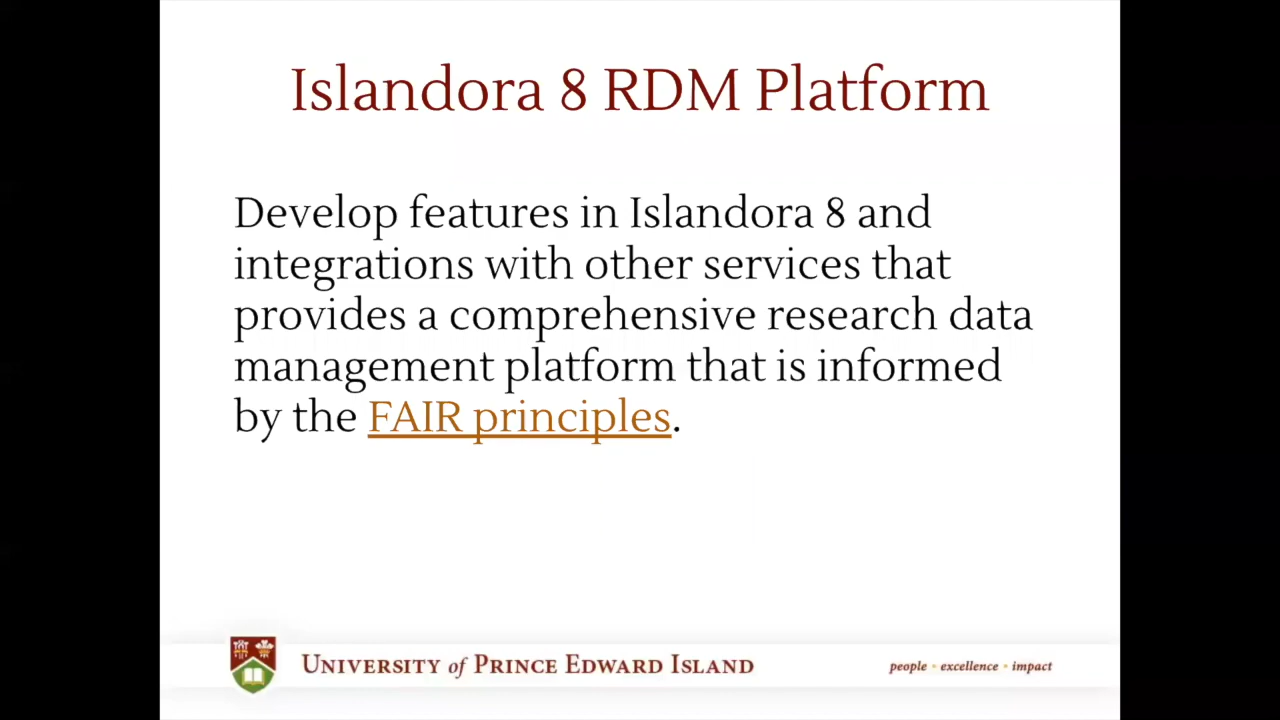 Islandora 8 RDM Platform
Develop features in Islandora 8 and
integrations with other services that
provides a comprehensive research data
management platform that is informed
by the FAIR principles.
University of Prince Edward Island
people • excellence • impact